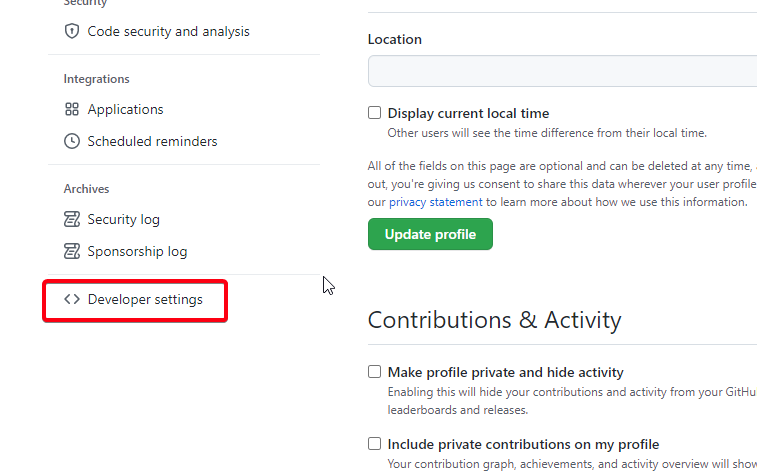 Security
Code security and analysis
Integrations
Applications
Scheduled reminders
Archives
Security log
Sponsorship log
Developer settings
Location
Display current local time
Other users will see the time difference from their local time.
All of the fields on this page are optional and can be deleted at any time,
out, you're giving us consent to share this data wherever your user profile
our privacy statement to learn more about how we use this information.
Update profile
Contributions & Activity
Make profile private and hide activity
Enabling this will hide your contributions and activity from your GitHu
leaderboards and releases.
Include private contributions on my profile
Your contribution graph, achievements, and activity overview will show